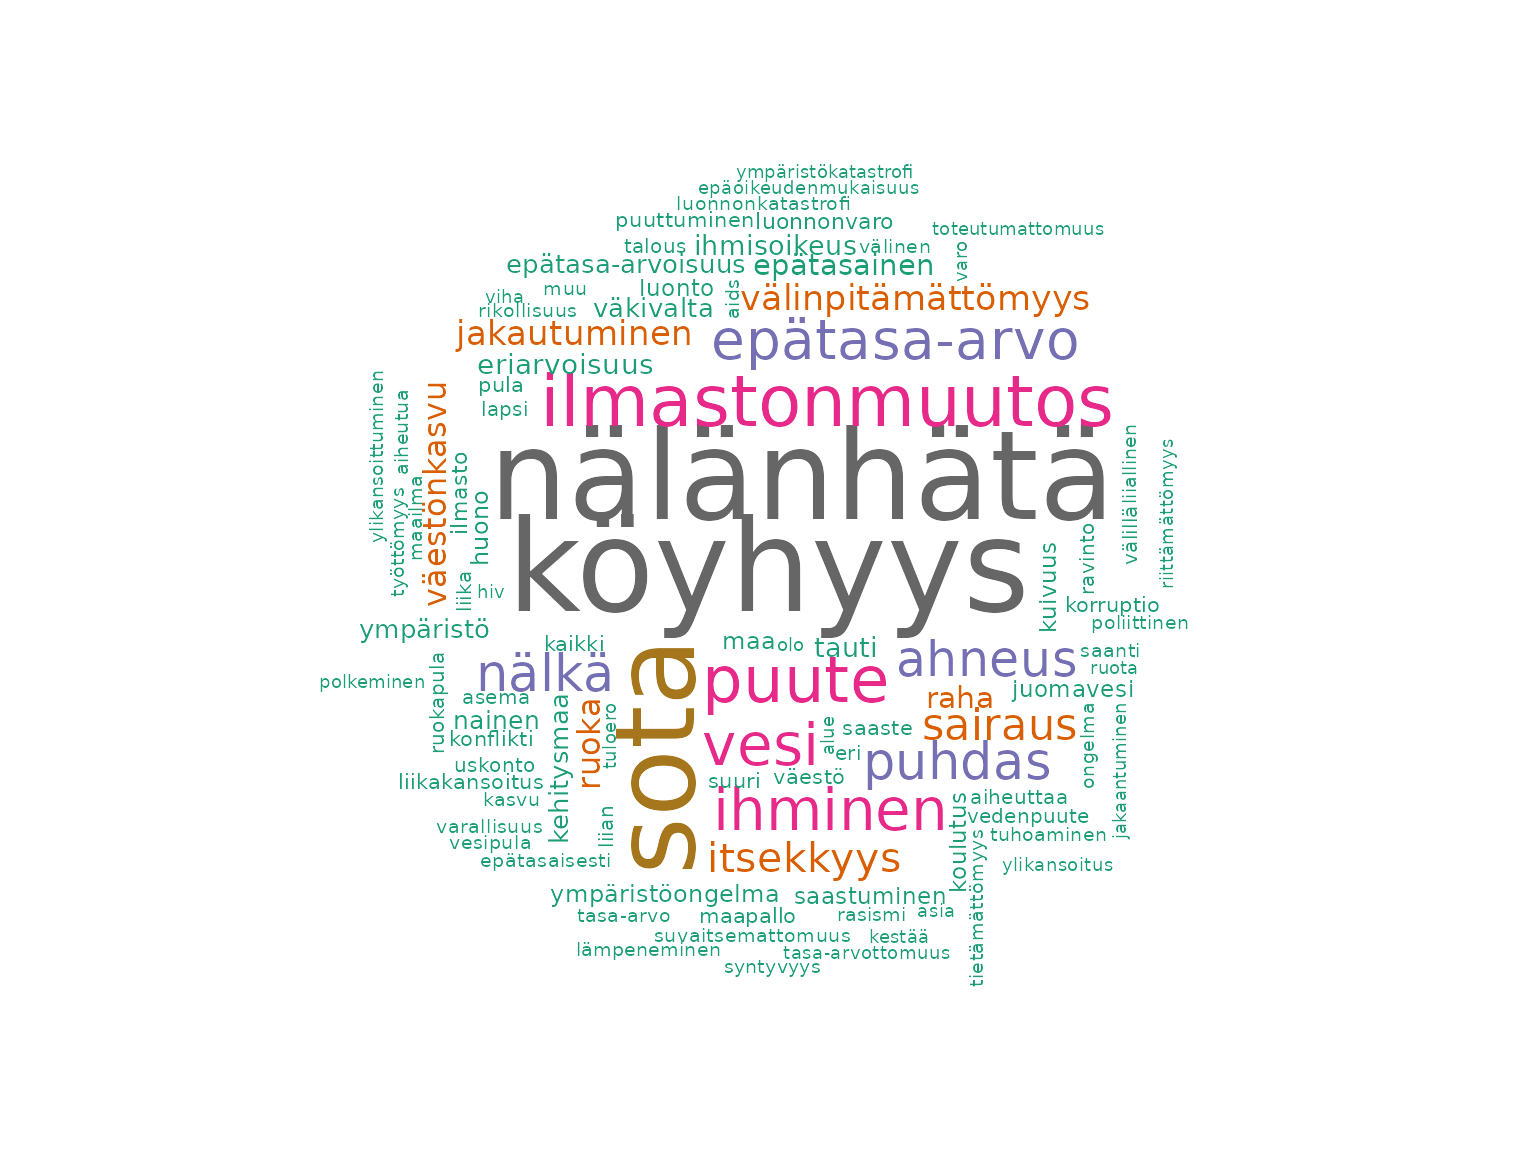 ympäristökatastrofi
epäoikeudenmukaisuus
luonnonkatastrofi
puuttuminen luonnonvaro
toteutumattomuus
talous ihmisoikeus välinen
varo
epätasa-arvoisuus epätasainen
viha muu luonto aids välinpitämättömyys
rikollisuus väkivalta
jakautuminen epätasa-arvo
eriarvoisuus
pula ilmastonmuutos
lapsi
ylikansoittuminen
aiheutua
väestönkasvu
nälänhätä
välillä
liiallinen
riittämättömyys
ilmasto
maailma
työttömyys
huono
köyhyys
ravinto
kuivuus
liika
hiv
korruptio
poliittinen
ympäristö
kaikki maa olo tauti ahneus saanti
ruota
polkeminen
ruokapula
nälkä
sota
puute
raha juomavesi
asema
nainen
konflikti
kehitysmaa
ruoka
tuloero
vesi
alue
saaste sairaus
ongelma
jakaantuminen
eri
uskonto
puhdas
liikakansoitus
suuri väestö
kasvu
ihminen
koulutus
aiheuttaa
vedenpuute
varallisuus
liian
tuhoaminen
vesipula
epätasaisesti
itsekkyys
tietämättömyys
ylikansoitus
ympäristöongelma saastuminen
tasa-arvo maapallo rasismi asia
suvaitsemattomuus kestää
lämpeneminen tasa-arvottomuus
syntyvyys